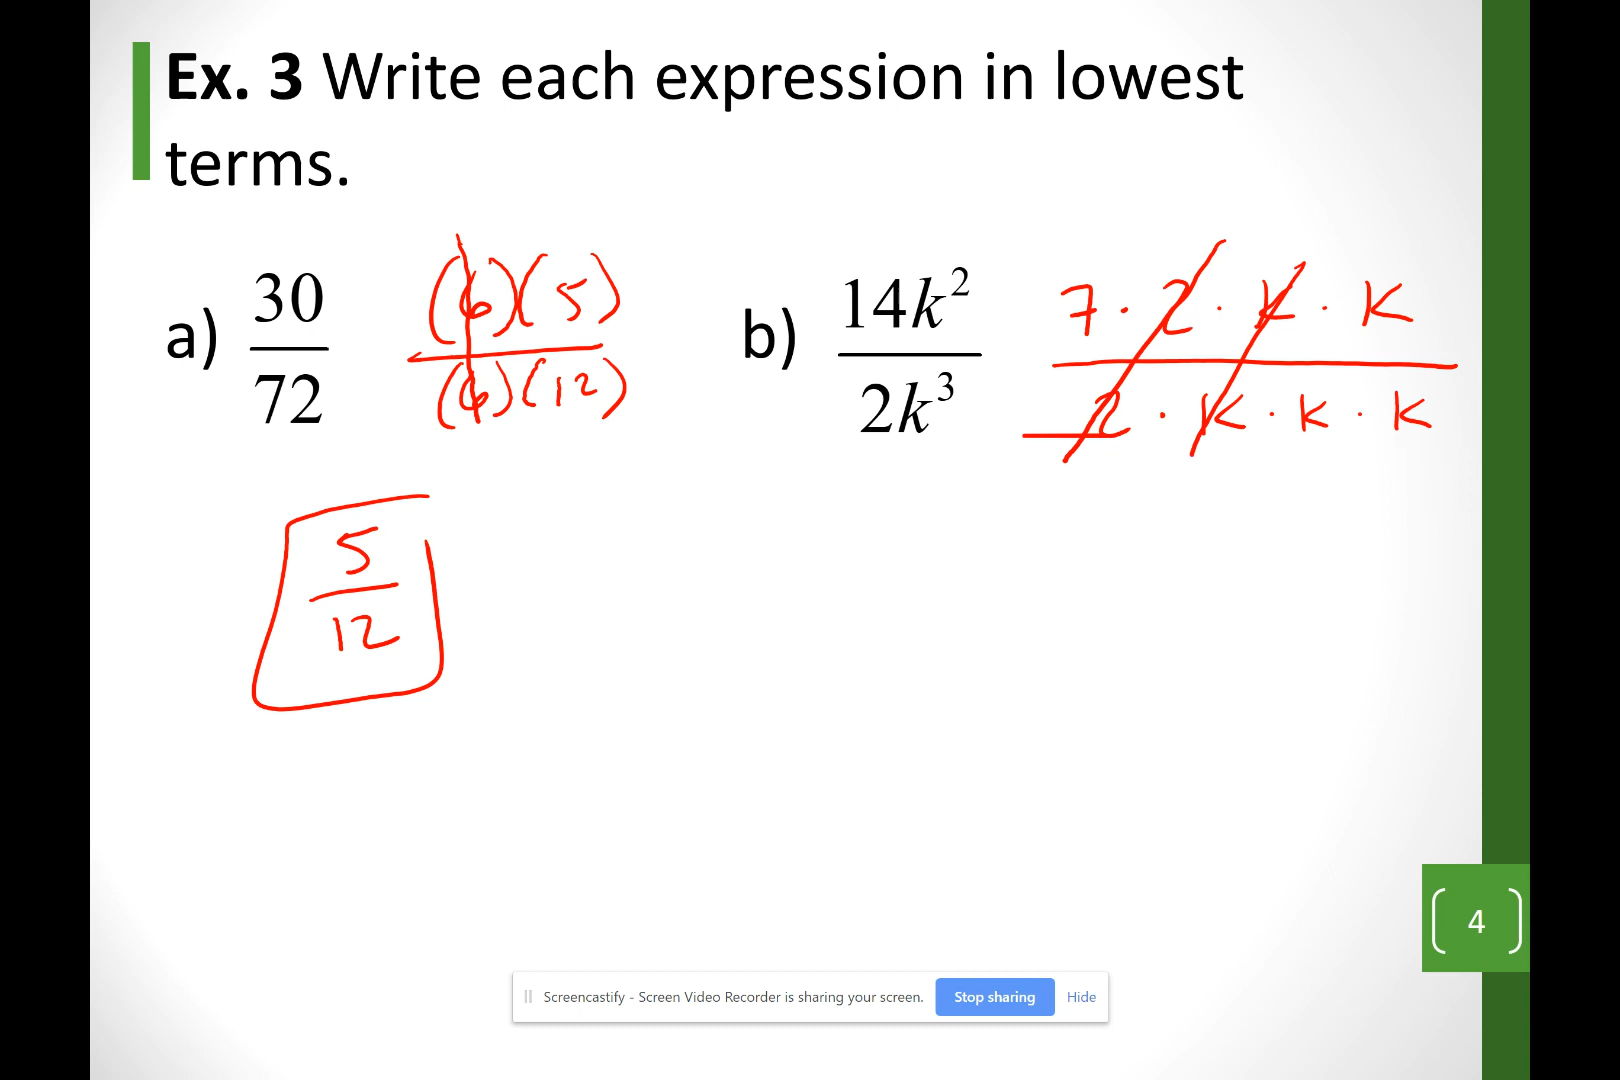 Ex. 3 Write each expression in lowest
terms.
a) 30/72 (6)(5)/(6)(12)
b) 14k²/2k³ 7 · 2 · k · k/2 · k · k · k
5/12
4
Screencastify - Screen Video Recorder is sharing your screen. Stop sharing Hide